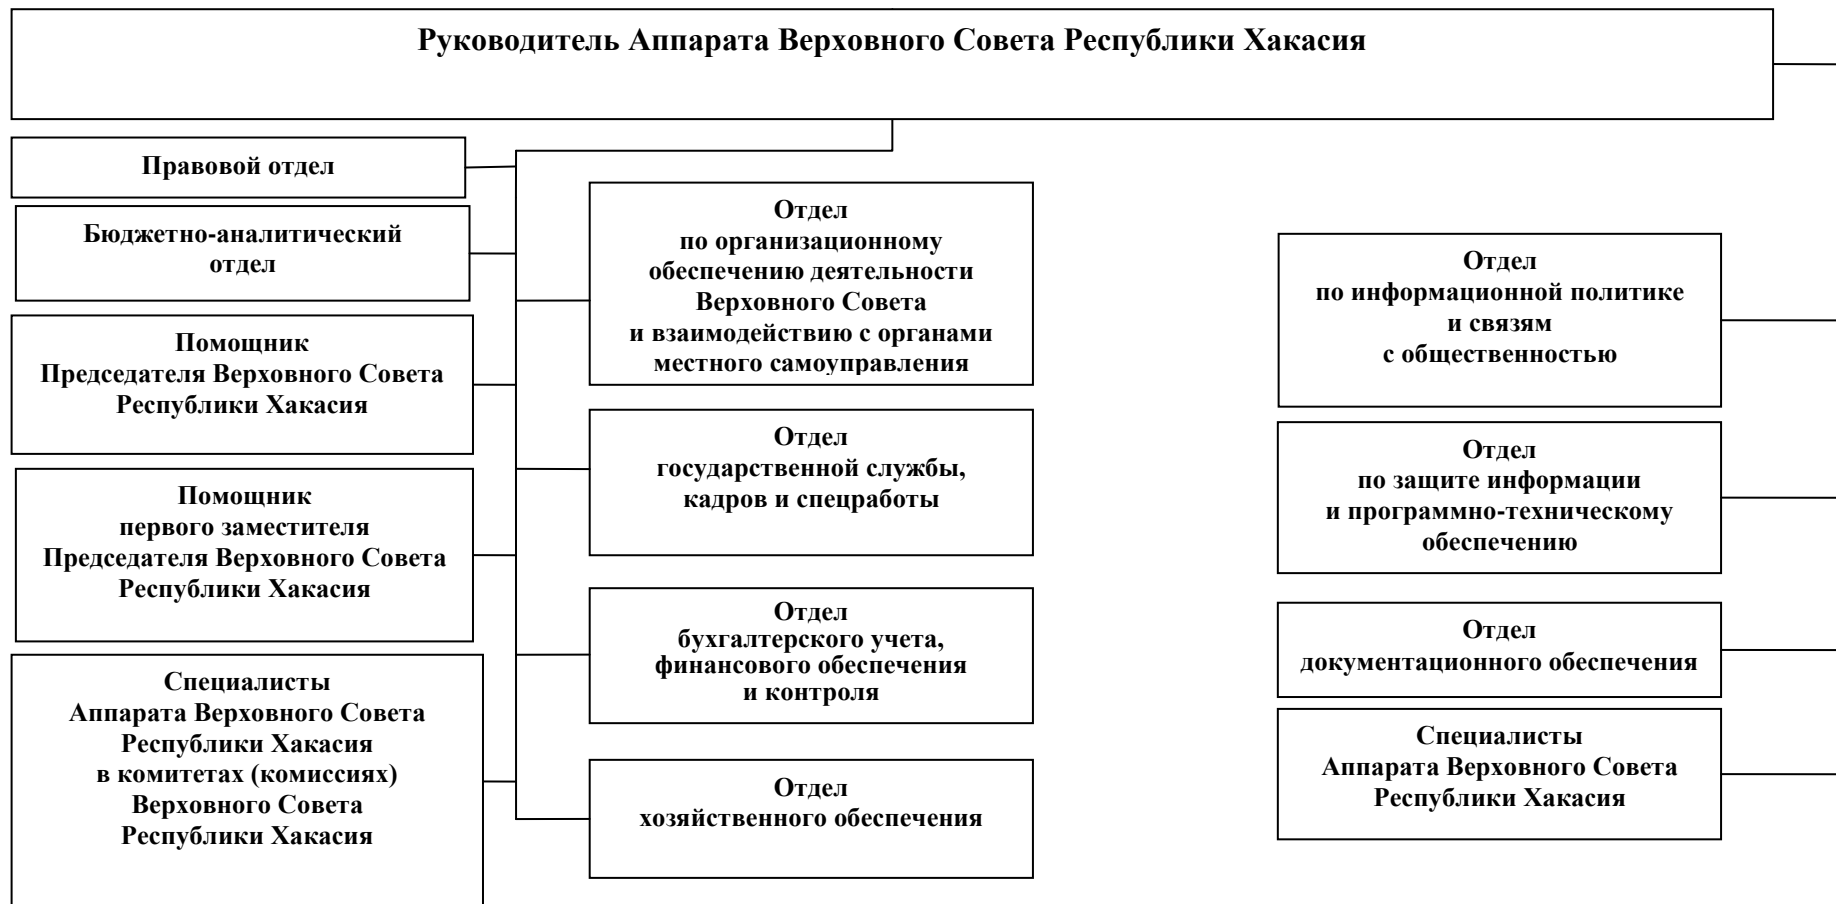 Руководитель Аппарата Верховного Совета Республики Хакасия
Правовой отдел
Бюджетно-аналитический
отдел
Помощник
Председателя Верховного Совета
Республики Хакасия
Помощник
первого заместителя
Председателя Верховного Совета
Республики Хакасия
Специалисты
Аппарата Верховного Совета
Республики Хакасия
в комитетах (комиссиях)
Верховного Совета
Республики Хакасия
Отдел
по организационному
обеспечению деятельности
Верховного Совета
и взаимодействию с органами
местного самоуправления
Отдел
государственной службы,
кадров и спецработы
Отдел
бухгалтерского учета,
финансового обеспечения
и контроля
Отдел
хозяйственного обеспечения
Отдел
по информационной политике
и связям
с общественностью
Отдел
по защите информации
и программно-техническому
обеспечению
Отдел
документационного обеспечения
Специалисты
Аппарата Верховного Совета
Республики Хакасия